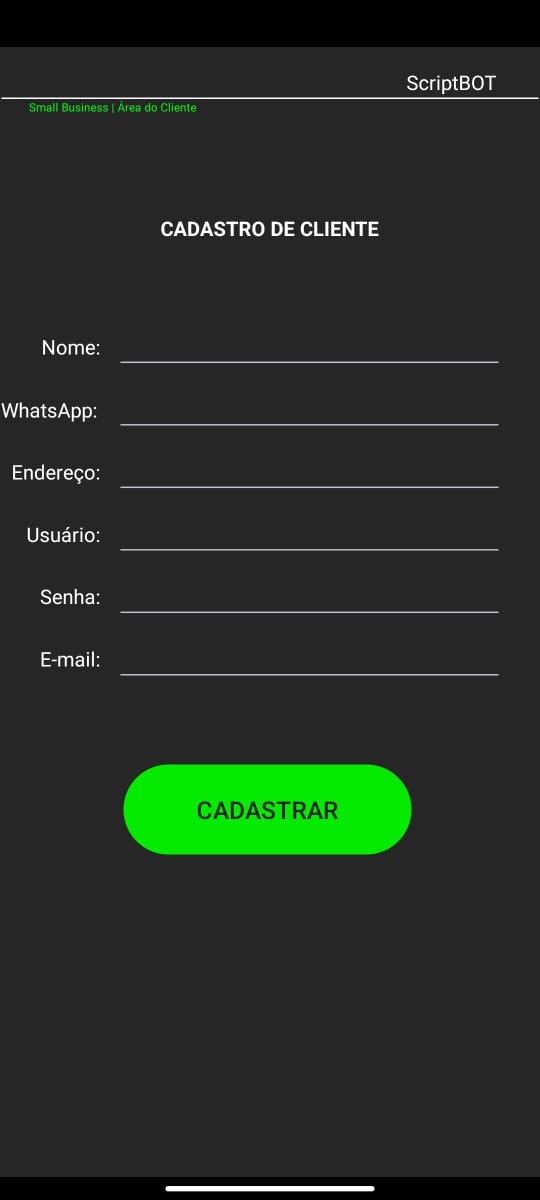 ScriptBOT
Small Business | Área do Cliente
CADASTRO DE CLIENTE
Nome:
WhatsApp:
Endereço:
Usuário:
Senha:
E-mail:
CADASTRAR